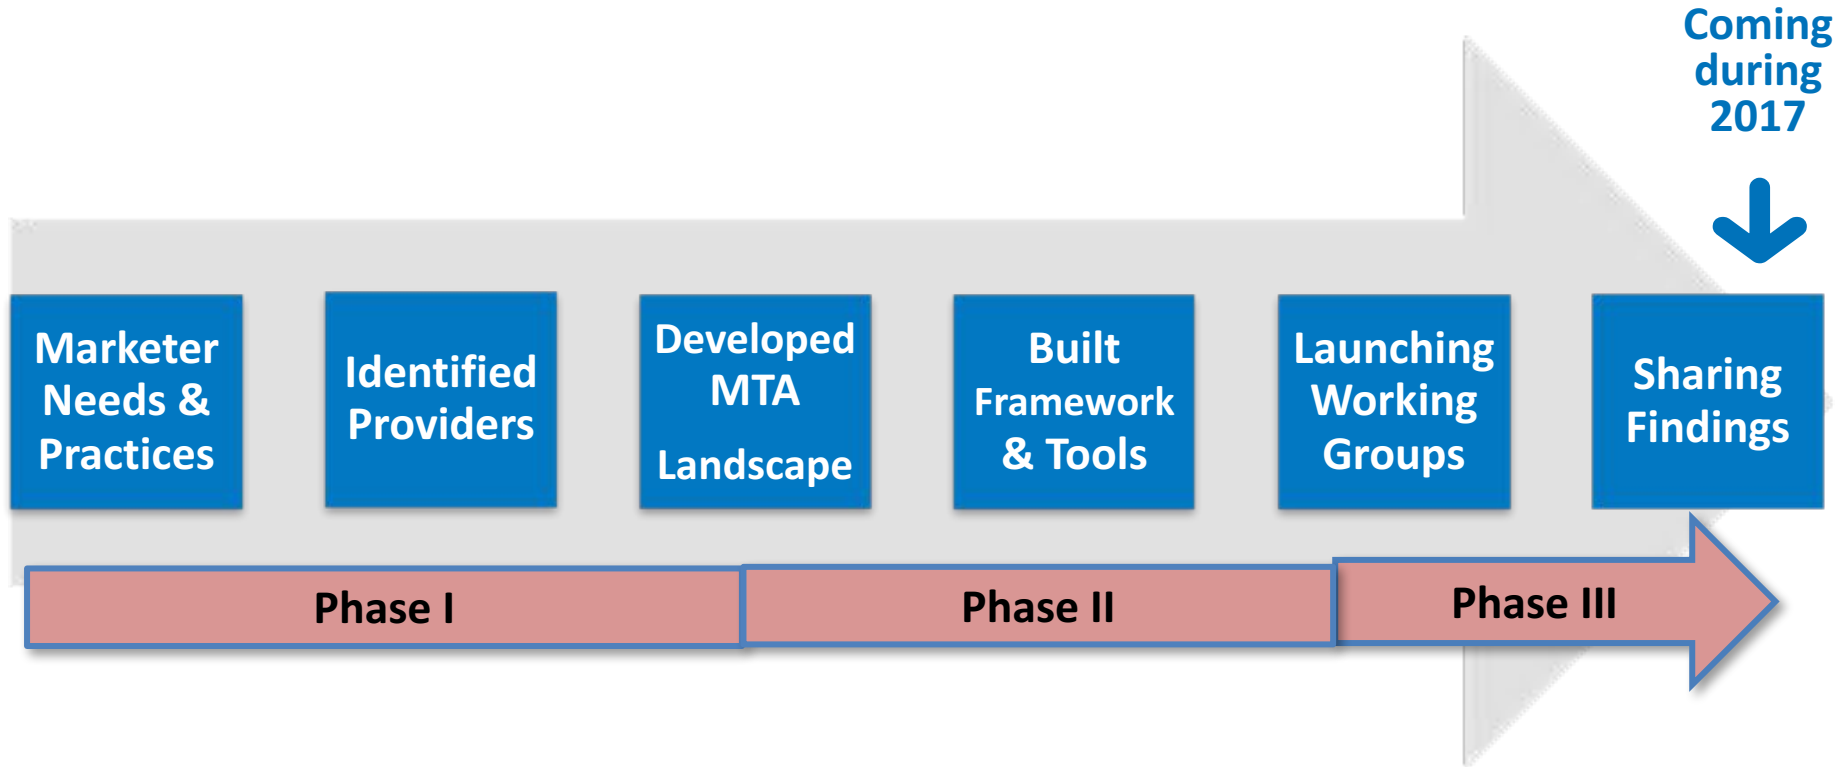 Coming
during
2017
Marketer
Needs &
Practices
Identified
Providers
Developed
MTA
Landscape
Built
Framework
& Tools
Launching
Working
Groups
Sharing
Findings
Phase I
Phase II
Phase III